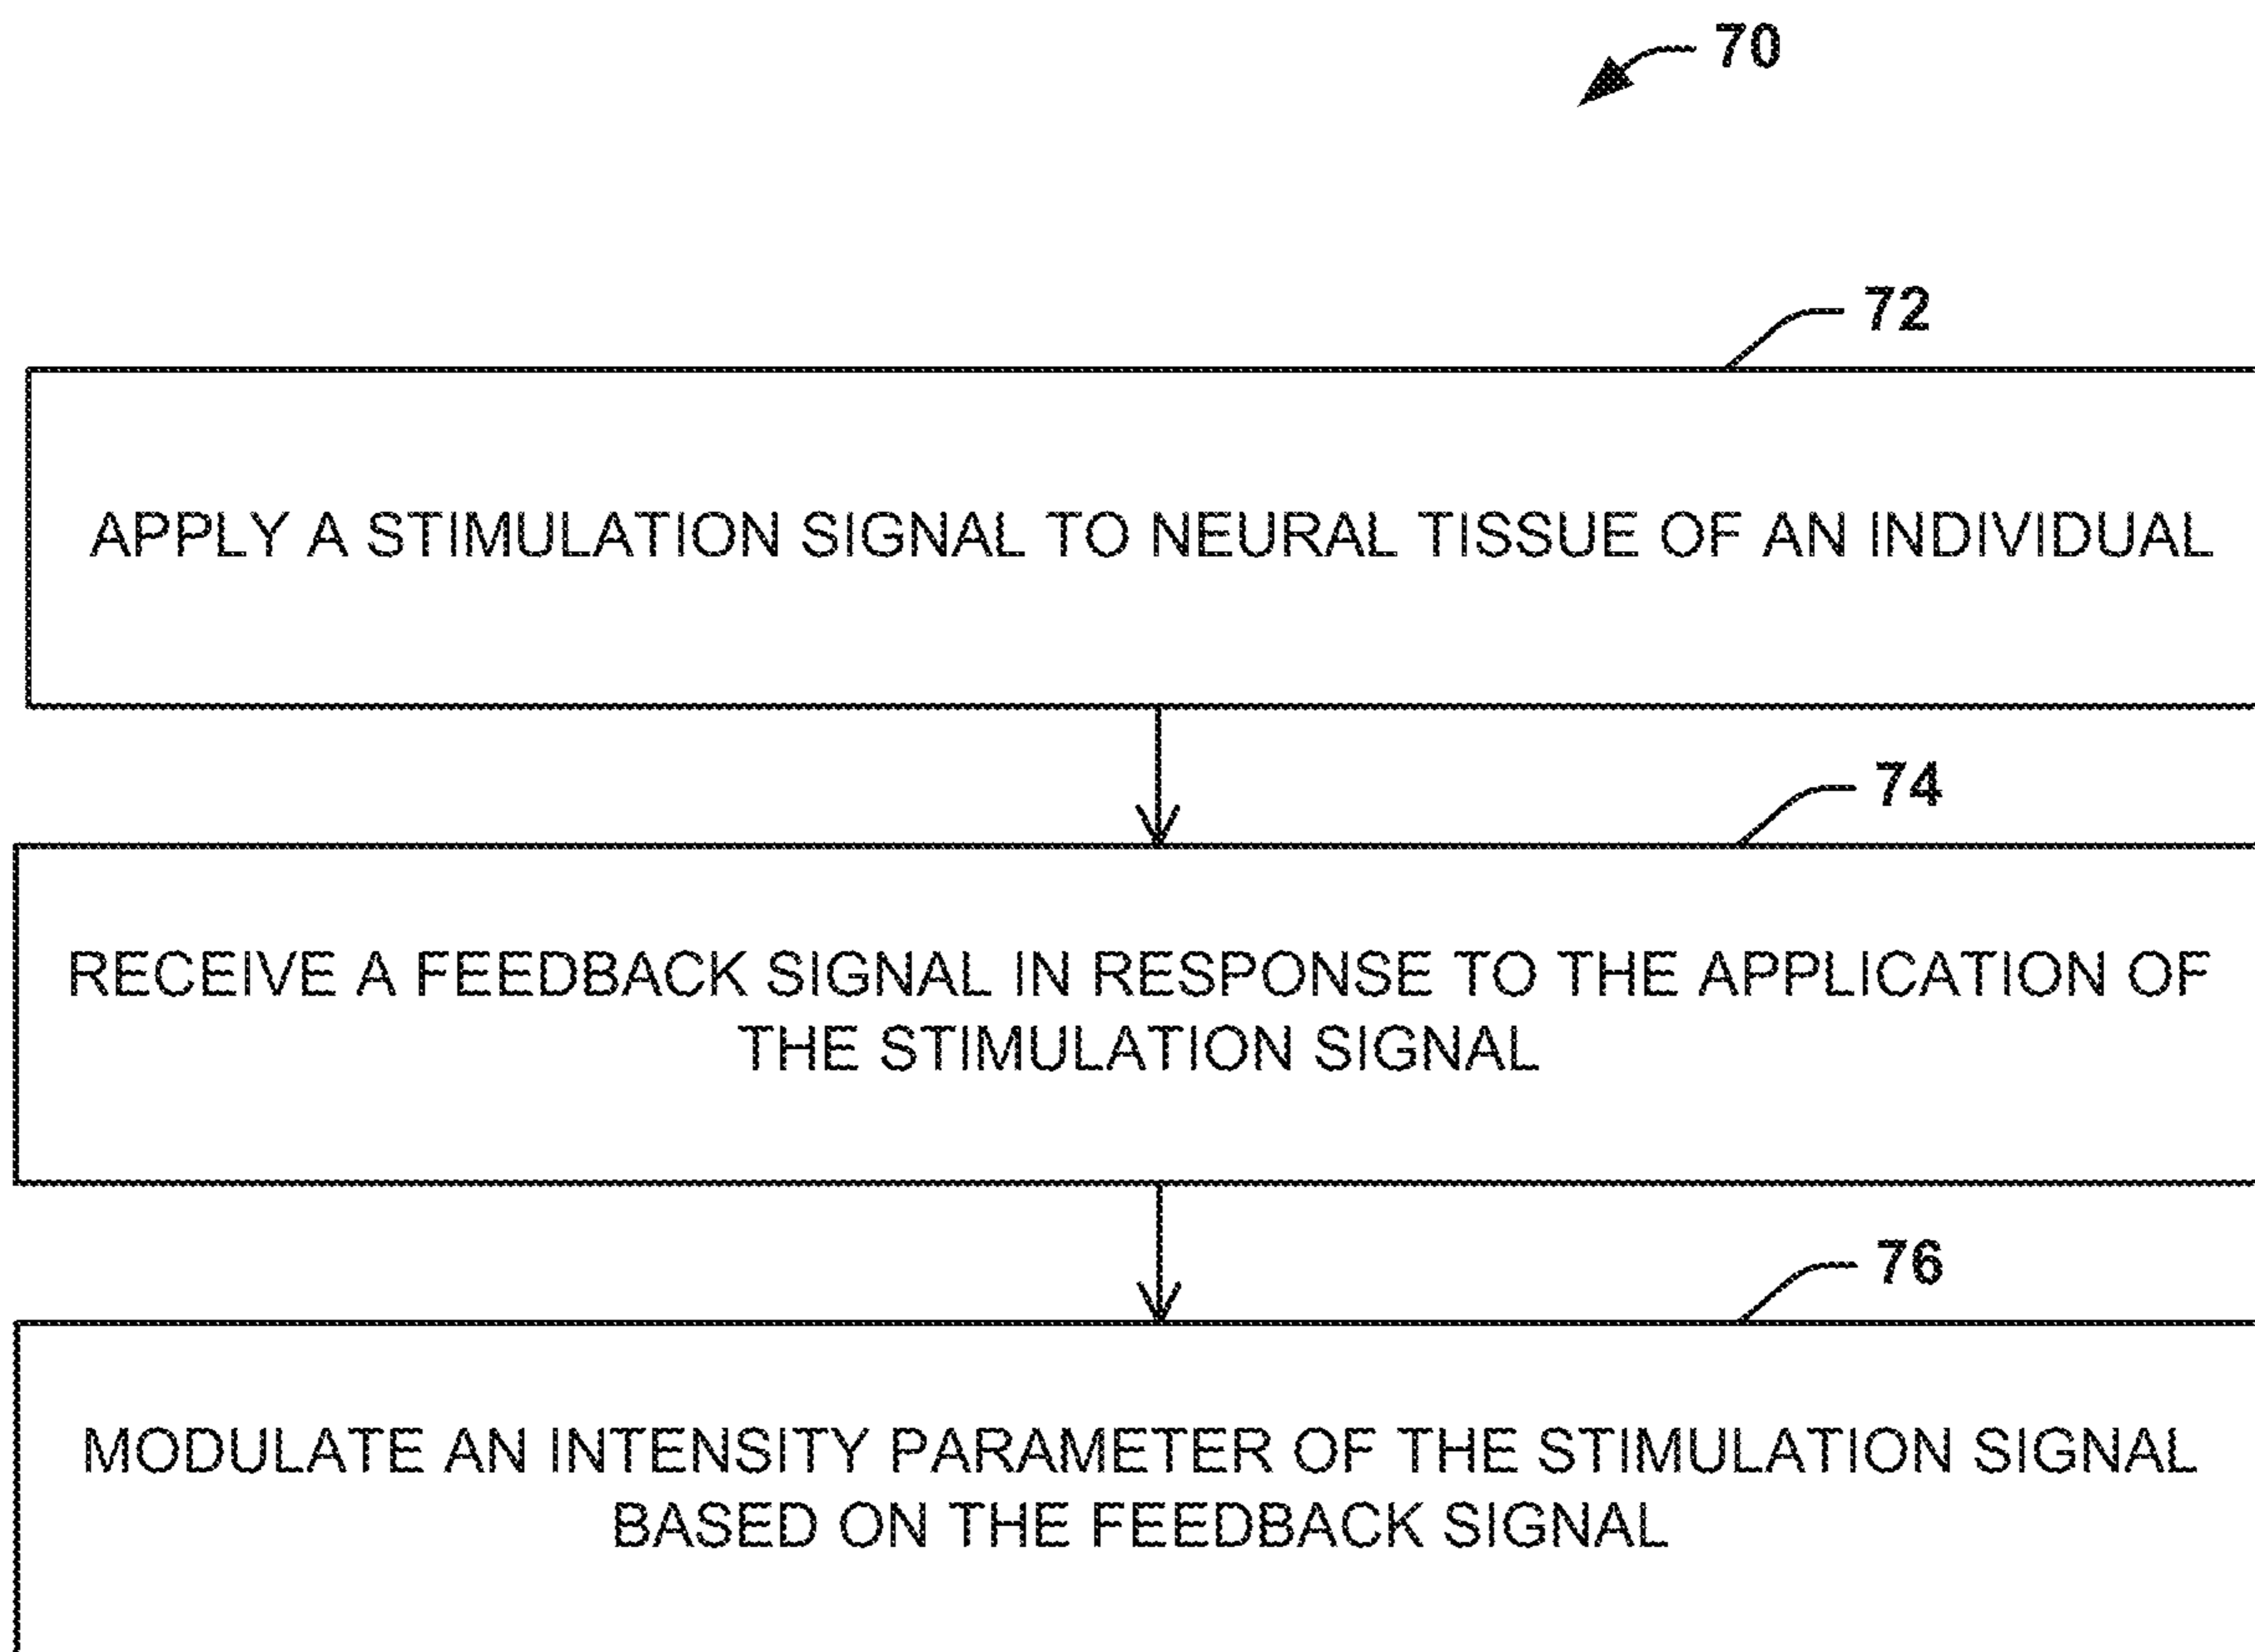 70
72
APPLY A STIMULATION SIGNAL TO NEURAL TISSUE OF AN INDIVIDUAL
74
RECEIVE A FEEDBACK SIGNAL IN RESPONSE TO THE APPLICATION OF
THE STIMULATION SIGNAL
76
MODULATE AN INTENSITY PARAMETER OF THE STIMULATION SIGNAL
BASED ON THE FEEDBACK SIGNAL